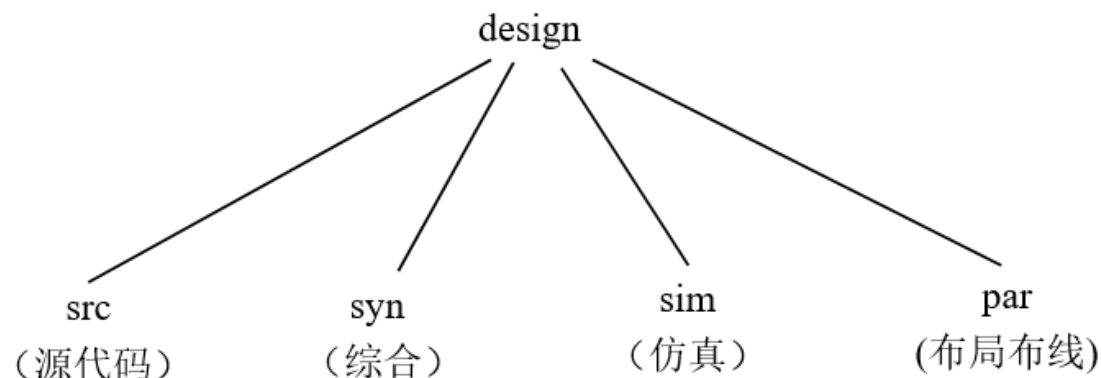 design
src
syn
sim
par
（源代码）
（综合）
（仿真）
(布局布线)